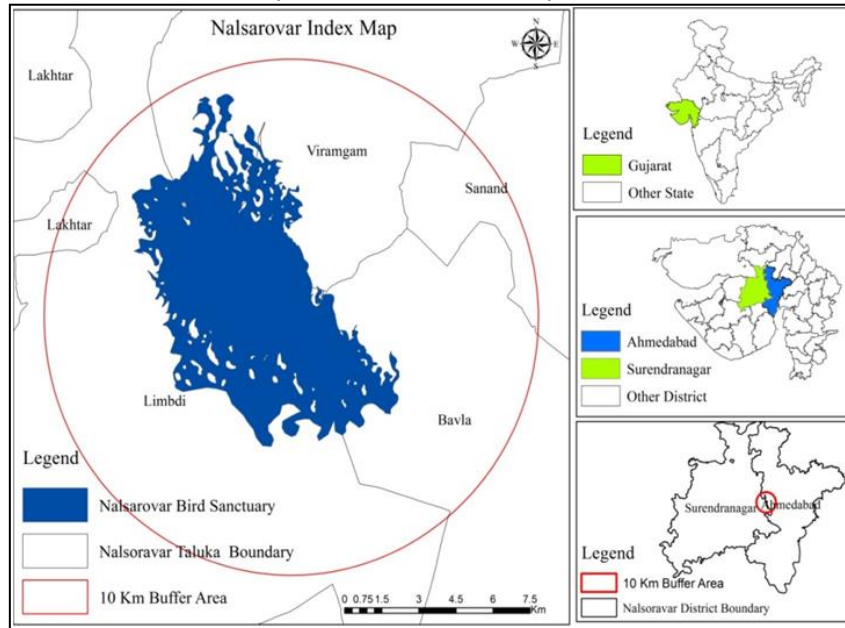 Nalsarovar Index Map
N
W E
S
Lakhtar
Viramgam
Sanand
Lakhtar
Limbdi
Bavla
Legend
Nalsarovar Bird Sanctuary
Nalsoravar Taluka Boundary
10 Km Buffer Area
0 0.75 1.5 3 4.5 6 7.5
Km
Legend
Gujarat
Other State
Legend
Ahmedabad
Surendranagar
Other District
Surendranagar Ahmedabad
Legend
10 Km Buffer Area
Nalsoravar District Boundary